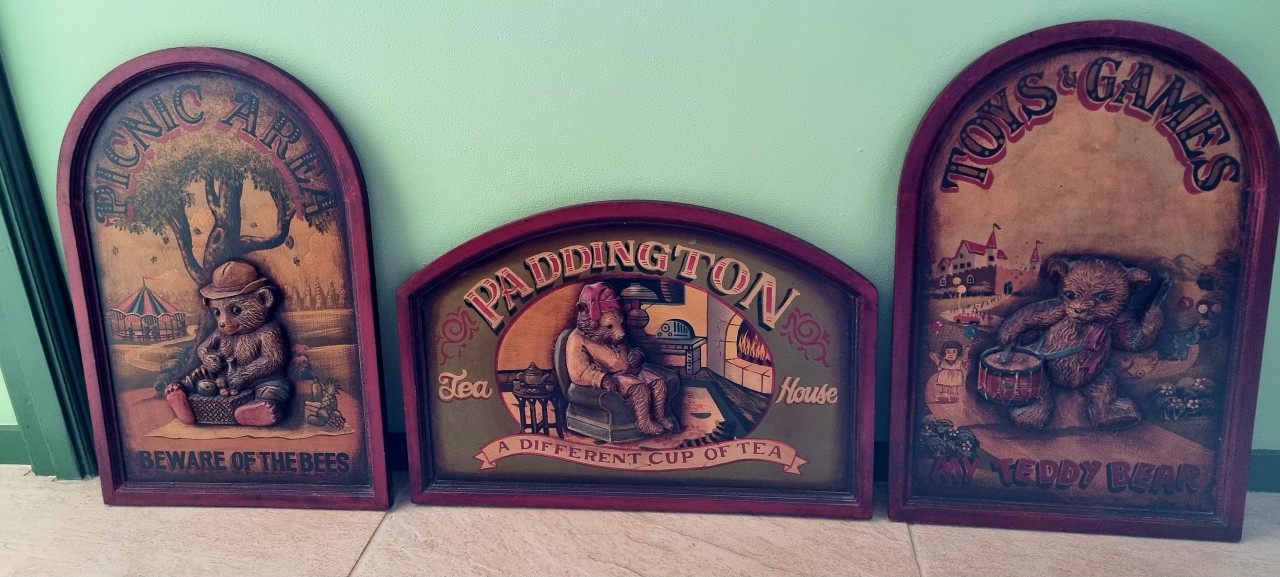 PICNIC AREA
BEWARE OF THE BEES
PADDINGTON
Tea House
A DIFFERENT CUP OF TEA
TOYS & GAMES
MY TEDDY BEAR